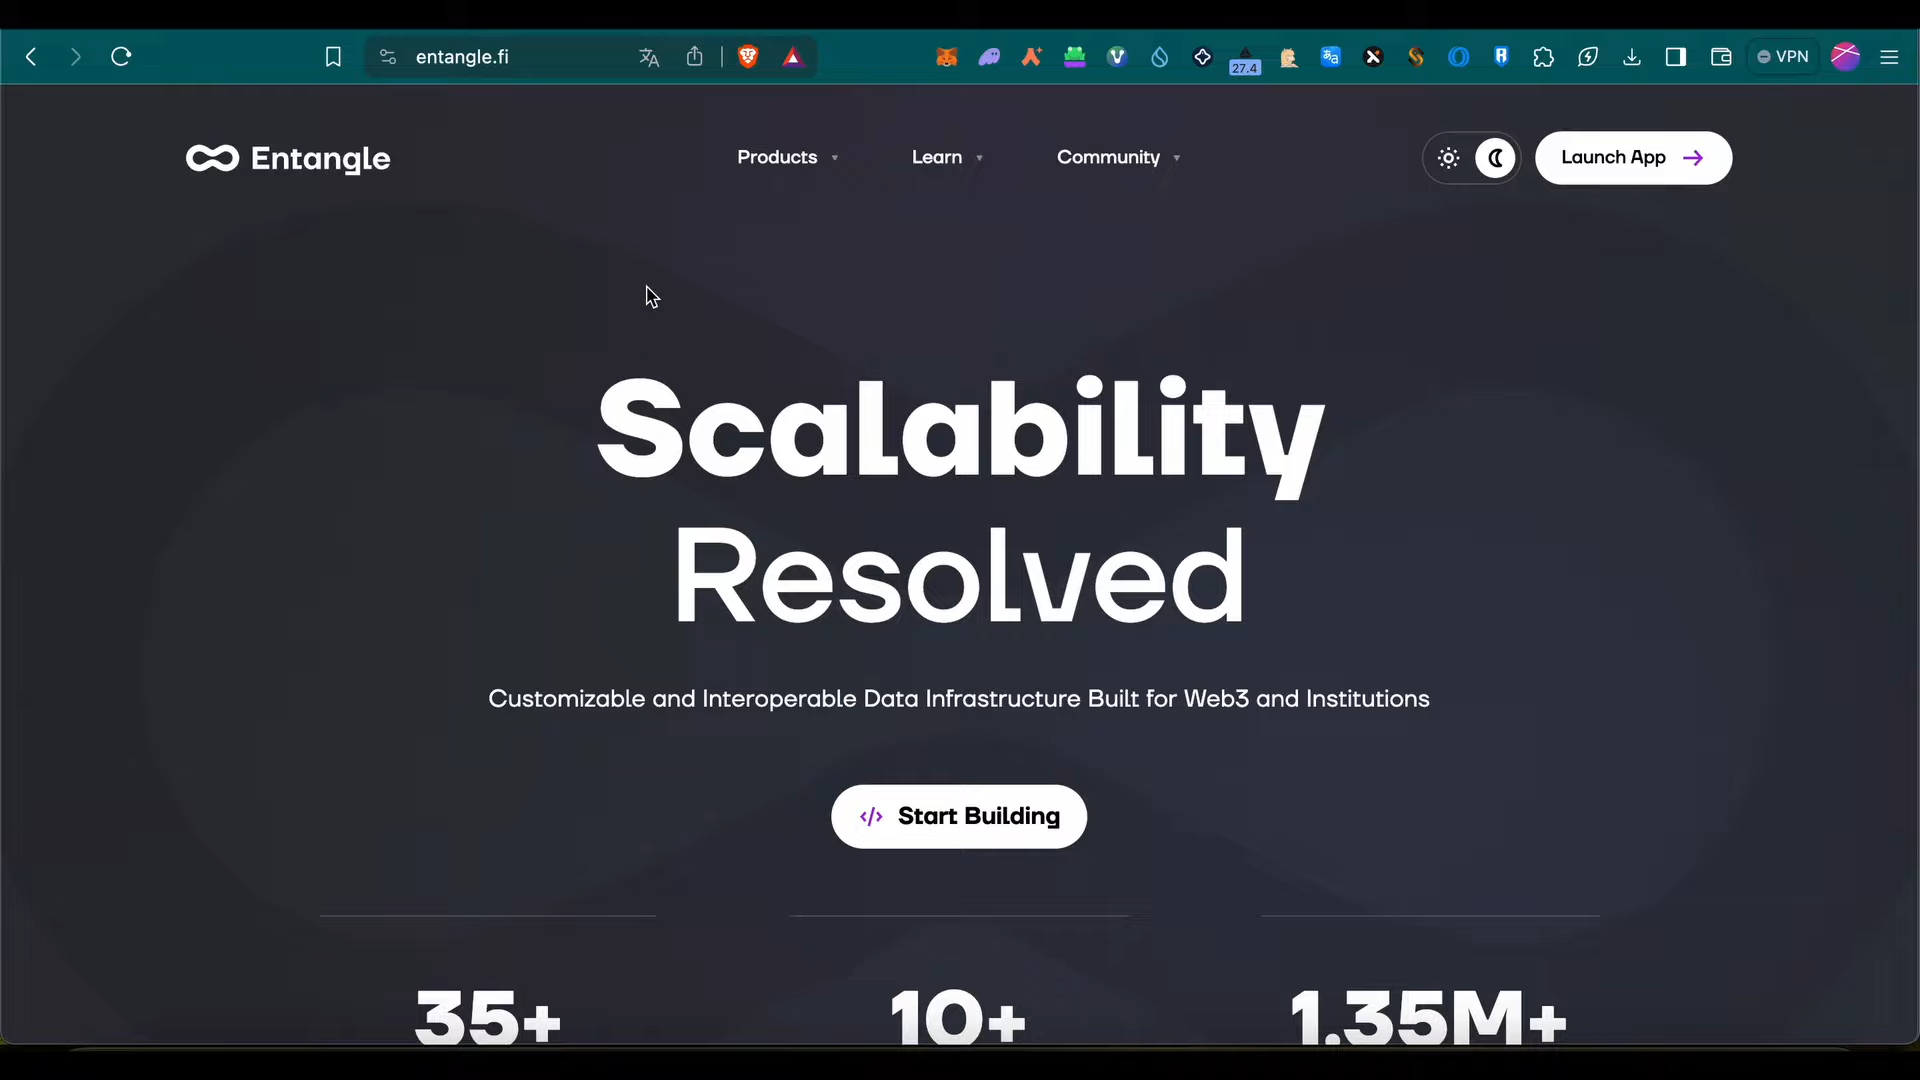 entangle.fi
27.4
VPN
Entangle
Products
Learn
Community
Launch App
Scalability
Resolved
Customizable and Interoperable Data Infrastructure Built for Web3 and Institutions
</> Start Building
35+
10+
1.35M+